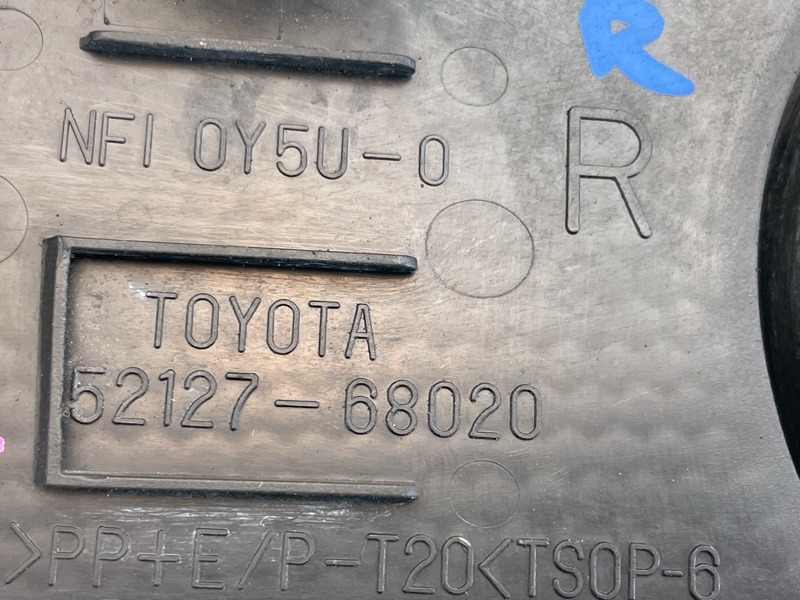 R
NFI 0Y5U-0
R
TOYOTA
52127-68020
>PP+E/P-T20<TSOP-6